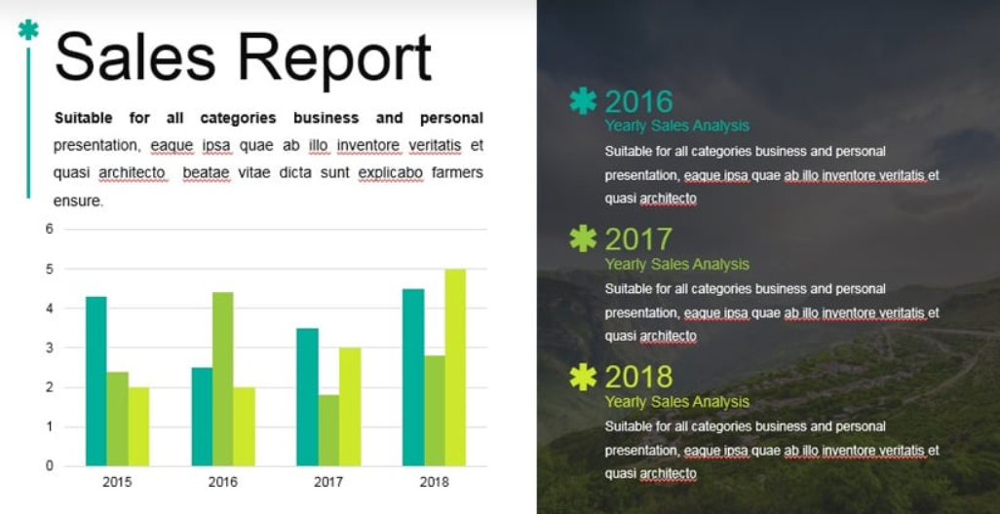 Sales Report
Suitable for all categories business and personal
presentation, eaque ipsa quae ab illo inventore veritatis et
quasi architecto beatae vitae dicta sunt explicabo farmers
ensure.
6
5
4
3
2
1
0
2015 2016 2017 2018
2016
Yearly Sales Analysis
Suitable for all categories business and personal
presentation, eaque ipsa quae ab illo inventore veritatis et
quasi architecto
2017
Yearly Sales Analysis
Suitable for all categories business and personal
presentation, eaque ipsa quae ab illo inventore veritatis et
quasi architecto
2018
Yearly Sales Analysis
Suitable for all categories business and personal
presentation, eaque ipsa quae ab illo inventore veritatis et
quasi architecto